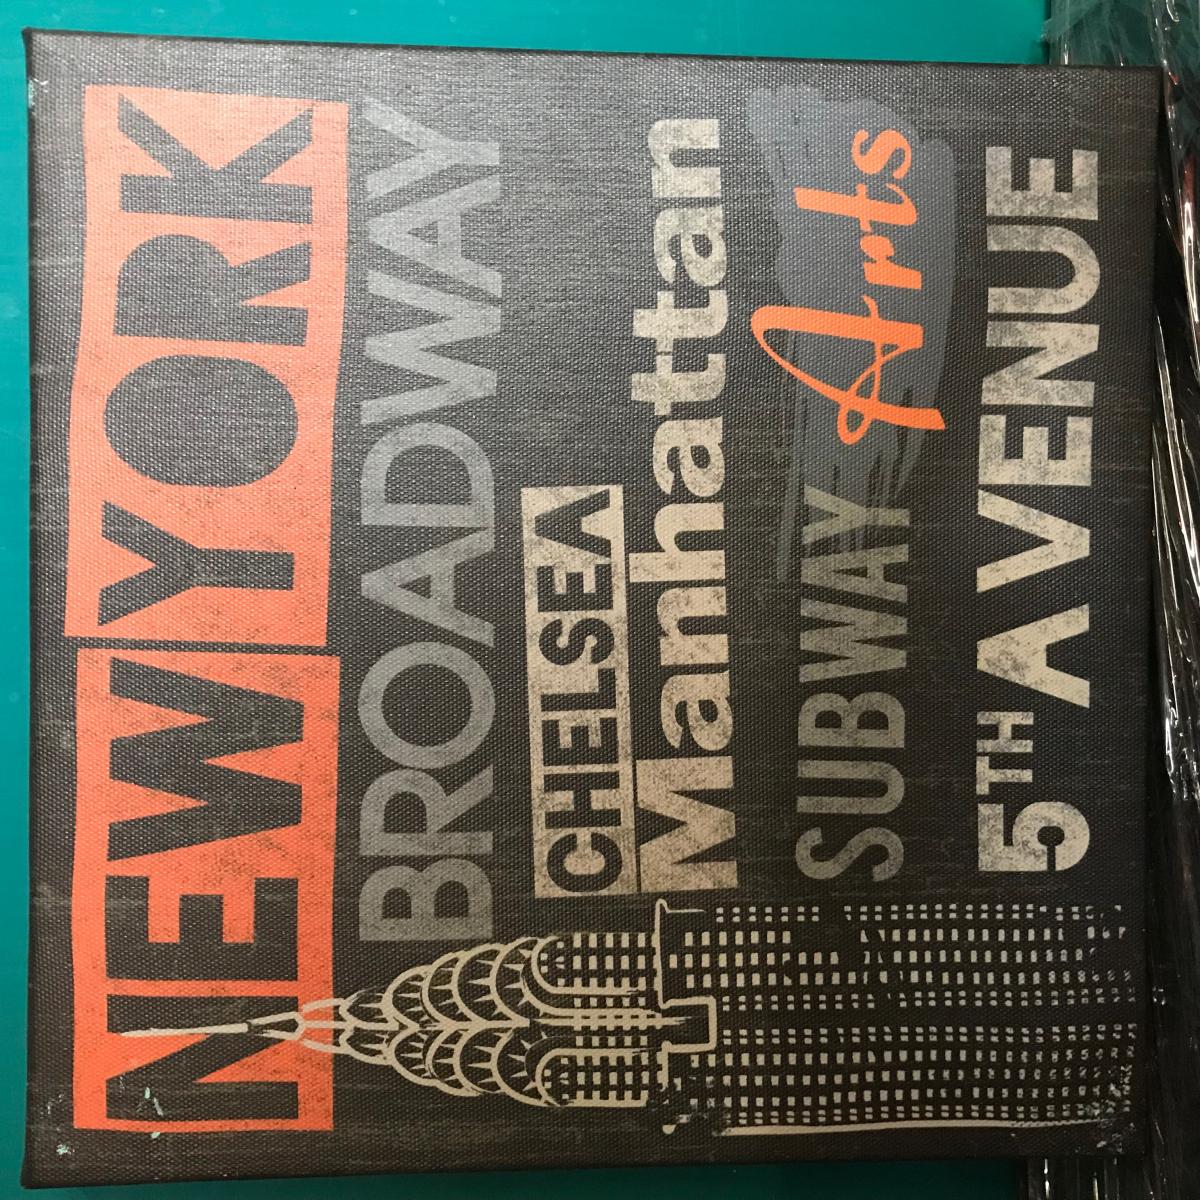 NEW YORK
BROADWAY
CHELSEA
Manhattan
SUBWAY Arts
5TH AVENUE